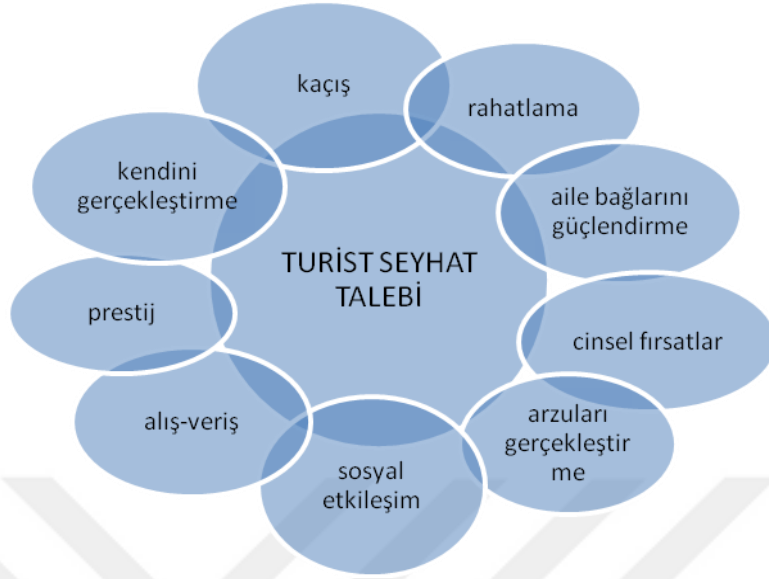 kaçış
rahatlama
aile bağlarını
güçlendirme
cinsel fırsatlar
arzuları
gerçekleştir
me
sosyal
etkileşim
alış-veriş
prestij
kendini
gerçekleştirme
TURİST SEYHAT
TALEBİ